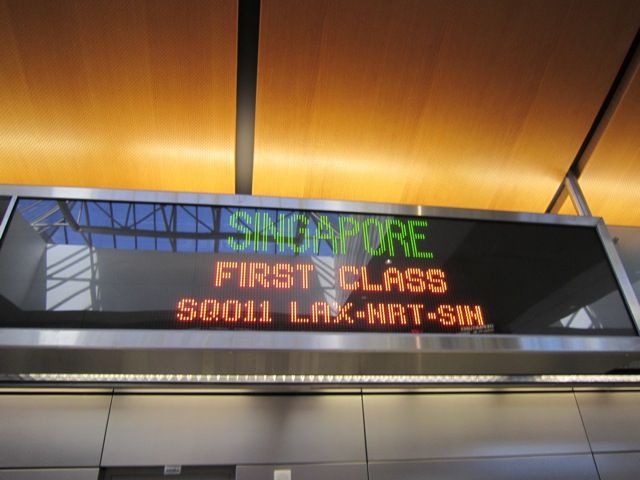 SINGAPORE
FIRST CLASS
SQ011 LAX-NRT-SIN